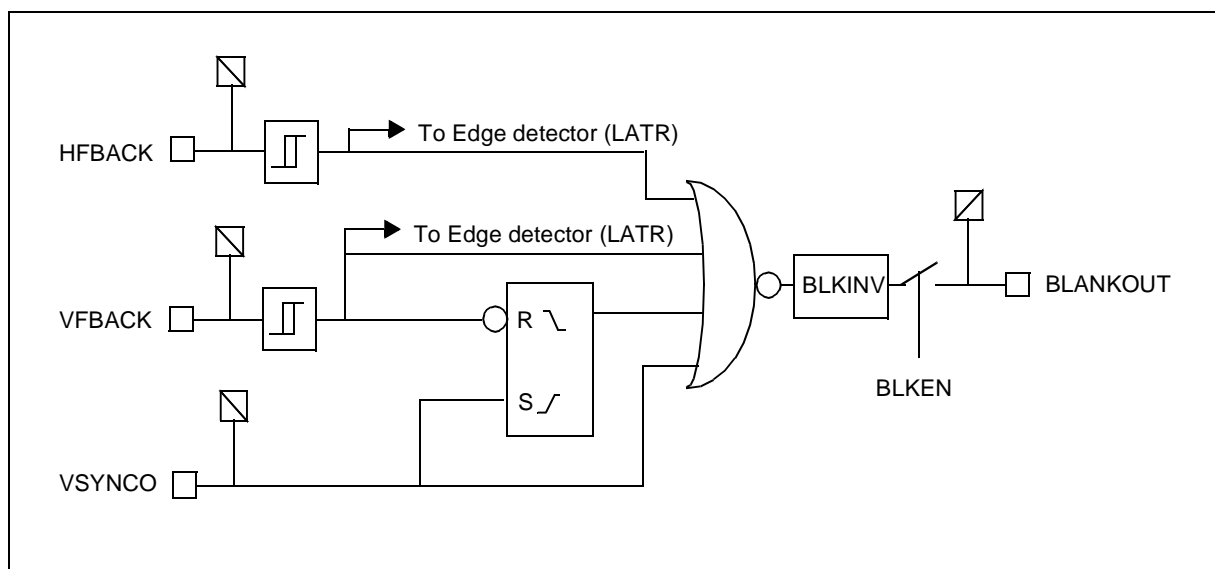 To Edge detector (LATR)
HFBACK
To Edge detector (LATR)
VFBACK
R
BLKINV
BLANKOUT
BLKEN
S
VSYNCO